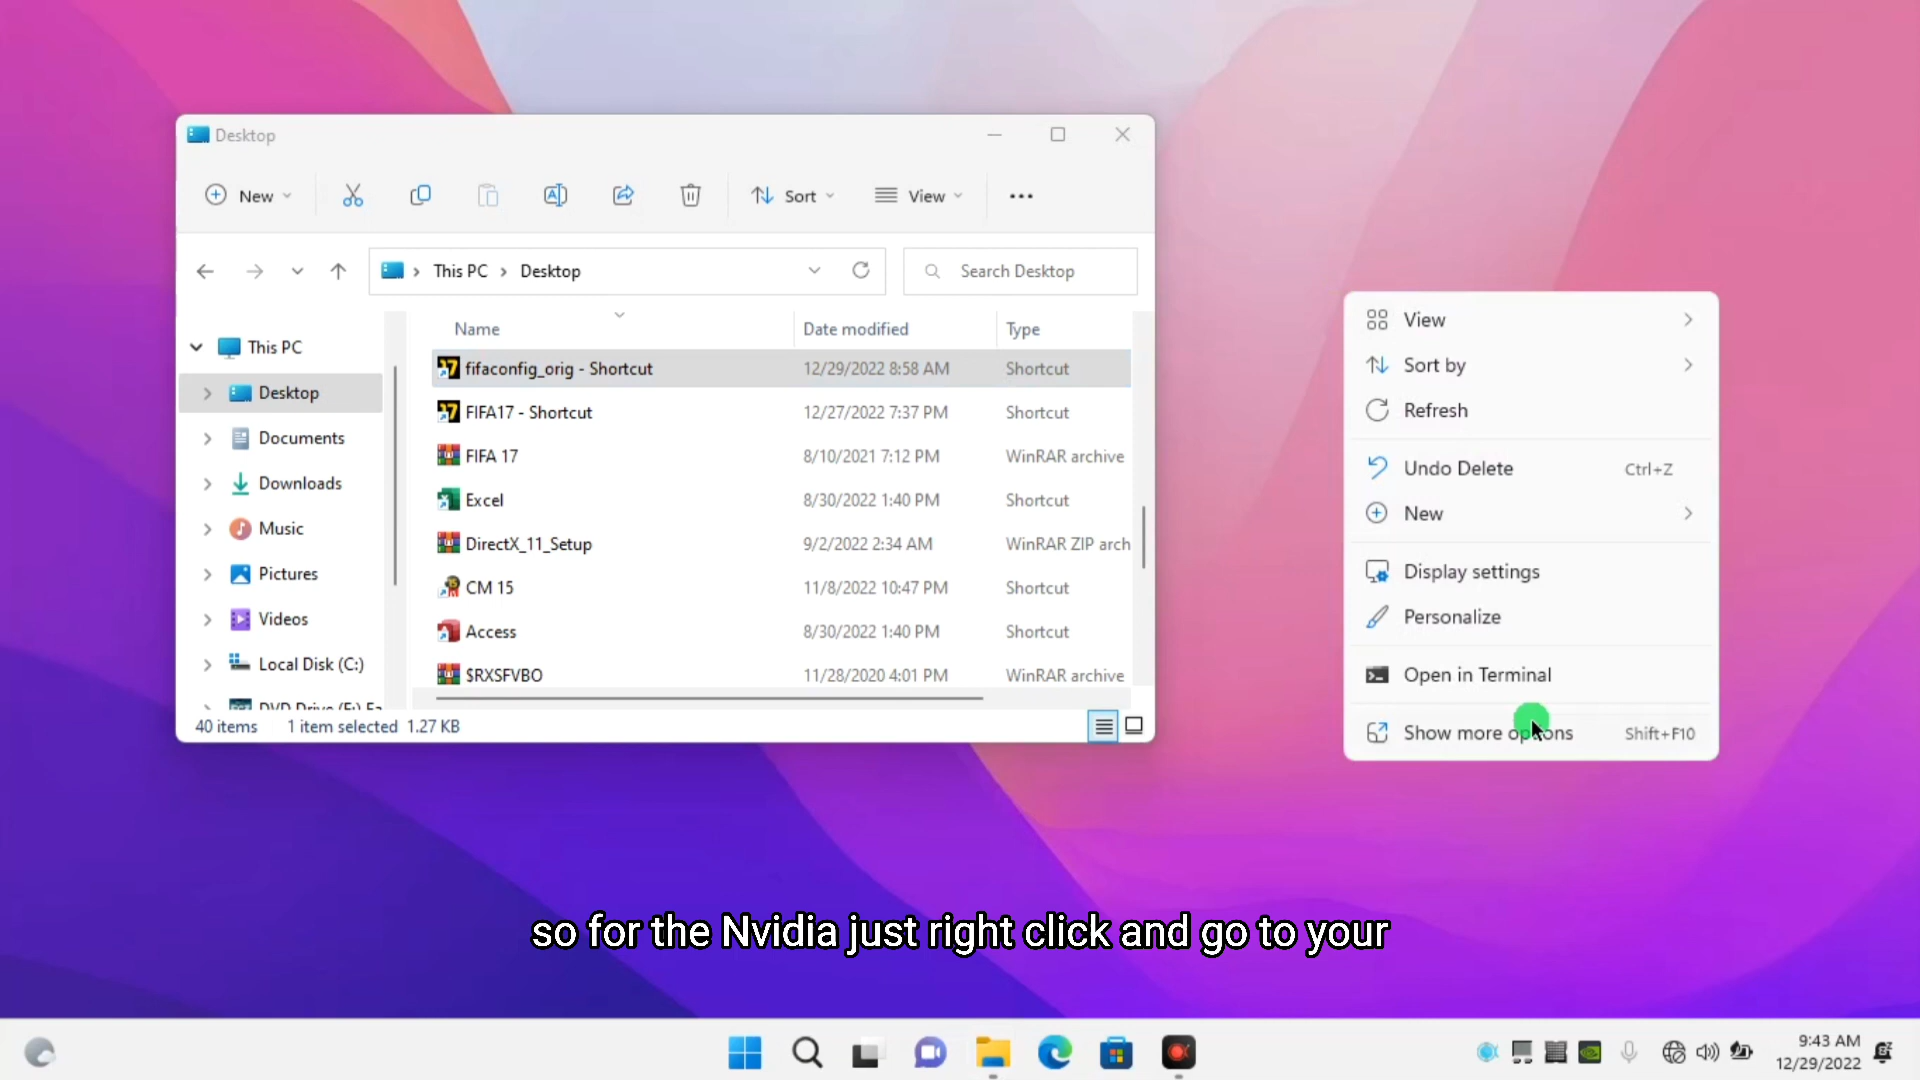 Desktop
New
Sort
View
This PC > Desktop
Search Desktop
Name Date modified Type
This PC
Desktop
Documents
Downloads
Music
Pictures
Videos
Local Disk (C:)
fifaconfig_orig - Shortcut 12/29/2022 8:58 AM Shortcut
FIFA17 - Shortcut 12/27/2022 7:37 PM Shortcut
FIFA 17 8/10/2021 7:12 PM WinRAR archive
Excel 8/30/2022 1:40 PM Shortcut
DirectX_11_Setup 9/2/2022 2:34 AM WinRAR ZIP arch
CM 15 11/8/2022 10:47 PM Shortcut
Access 8/30/2022 1:40 PM Shortcut
$RXSFVBO 11/28/2020 4:01 PM WinRAR archive
40 items 1 item selected 1.27 KB
View
Sort by
Refresh
Undo Delete Ctrl+Z
New
Display settings
Personalize
Open in Terminal
Show more options Shift+F10
so for the Nvidia just right click and go to your
9:43 AM
12/29/2022